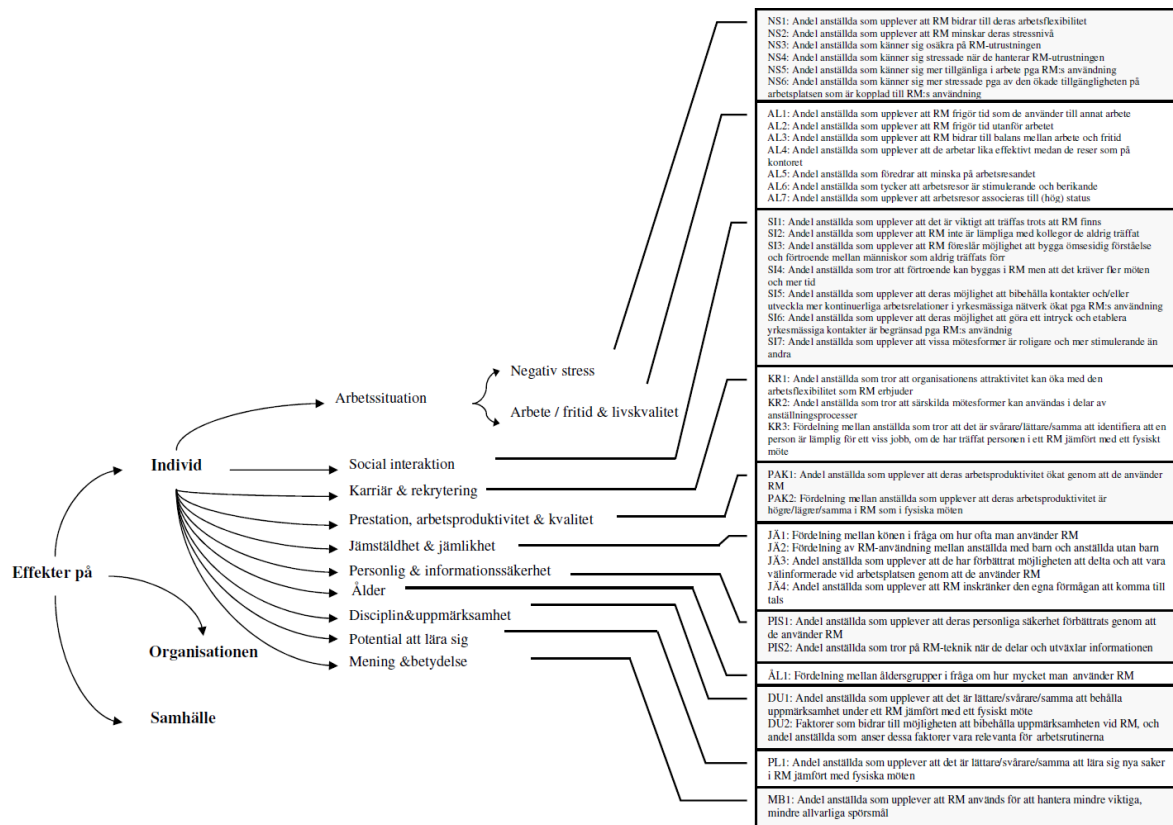 Effekter på
Individ
Organisationen
Samhälle
Arbetssituation
Negativ stress
Arbete / fritid & livskvalitet
Social interaktion
Karriär & rekrytering
Prestation, arbetsproduktivitet & kvalitet
Jämställdhet & jämlikhet
Personlig & informationssäkerhet
Ålder
Disciplin&uppmärksamhet
Potential att lära sig
Mening &betydelse
NS1: Andel anställda som upplever att RM bidrar till deras arbetsflexibilitet
NS2: Andel anställda som upplever att RM minskar deras stressnivå
NS3: Andel anställda som känner sig osäkra på RM-utrustningen
NS4: Andel anställda som känner sig stressade när de hanterar RM-utrustningen
NS5: Andel anställda som känner sig mer tillgänliga i arbete pga RM:s användning
NS6: Andel anställda som känner sig mer stressade pga av den ökade tillgängligheten på
arbetsplatsen som är kopplad till RM:s användning
AL1: Andel anställda som upplever att RM frigör tid som de använder till annat arbete
AL2: Andel anställda som upplever att RM frigör tid utanför arbetet
AL3: Andel anställda som upplever att RM bidrar till balans mellan arbete och fritid
AL4: Andel anställda som upplever att de arbetar lika effektivt medan de reser som på
kontoret
AL5: Andel anställda som föredrar att minska på arbetsresandet
AL6: Andel anställda som tycker att arbetsresor är stimulerande och berikande
AL7: Andel anställda som upplever att arbetsresor associeras till (hög) status
SI1: Andel anställda som upplever att det är viktigt att träffas trots att RM finns
SI2: Andel anställda som upplever att RM inte är lämpliga med kollegor de aldrig träffat
SI3: Andel anställda som upplever att RM föreslår möjlighet att bygga ömsesidig förståelse
och förtroende mellan människor som aldrig träffats förr
SI4: Andel anställda som tror att förtroende kan byggas i RM men att det kräver fler möten
och mer tid
SI5: Andel anställda som upplever att deras möjlighet att bibehålla kontakter och/eller
utveckla mer kontinuerliga arbetsrelationer i yrkesmässiga nätverk ökat pga RM:s användning
SI6: Andel anställda som upplever att deras möjlighet att göra ett intryck och etablera
yrkesmässiga kontakter är begränsad pga RM:s användnig
SI7: Andel anställda som upplever att vissa mötesformer är roligare och mer stimulerande än
andra
KR1: Andel anställda som tror att organisationens attraktivitet kan öka med den
arbetsflexibilitet som RM erbjuder
KR2: Andel anställda som tror att särskilda mötesformer kan användas i delar av
anställningsprocesser
KR3: Fördelning mellan anställda som tror att det är svårare/lättare/samma att identifiera att en
person är lämplig för ett viss jobb, om de har träffat personen i ett RM jämfört med ett fysiskt
möte
PAK1: Andel anställda som upplever att deras arbetsproduktivitet ökat genom att de använder
RM
PAK2: Fördelning mellan anställda som upplever att deras arbetsproduktivitet är
högre/lägrer/samma i RM som i fysiska möten
JÄ1: Fördelning mellan könen i fråga om hur ofta man använder RM
JÄ2: Fördelning av RM-användning mellan anställda med barn och anställda utan barn
JÄ3: Andel anställda som upplever att de har förbättrat möjligheten att delta och att vara
välinformerade vid arbetsplatsen genom att de använder RM
JÄ4: Andel anställda som upplever att RM inskränker den egna förmågan att komma till
tals
PIS1: Andel anställda som upplever att deras personliga säkerhet förbättrats genom att
de använder RM
PIS2: Andel anställda som tror på RM-teknik när de delar och utväxlar informationen
ÅL1: Fördelning mellan åldersgrupper i fråga om hur mycket man använder RM
DU1: Andel anställda som upplever att det är lättare/svårare/samma att behålla
uppmärksamhet under ett RM jämfört med ett fysiskt möte
DU2: Faktorer som bidrar till möjligheten att bibehålla uppmärksamheten vid RM, och
andel anställda som anser dessa faktorer vara relevanta för arbetsrutinerna
PL1: Andel anställda som upplever att det är lättare/svårare/samma att lära sig nya saker
i RM jämfört med fysiska möten
MB1: Andel anställda som upplever att RM används för att hantera mindre viktiga,
mindre allvarliga spörsmål